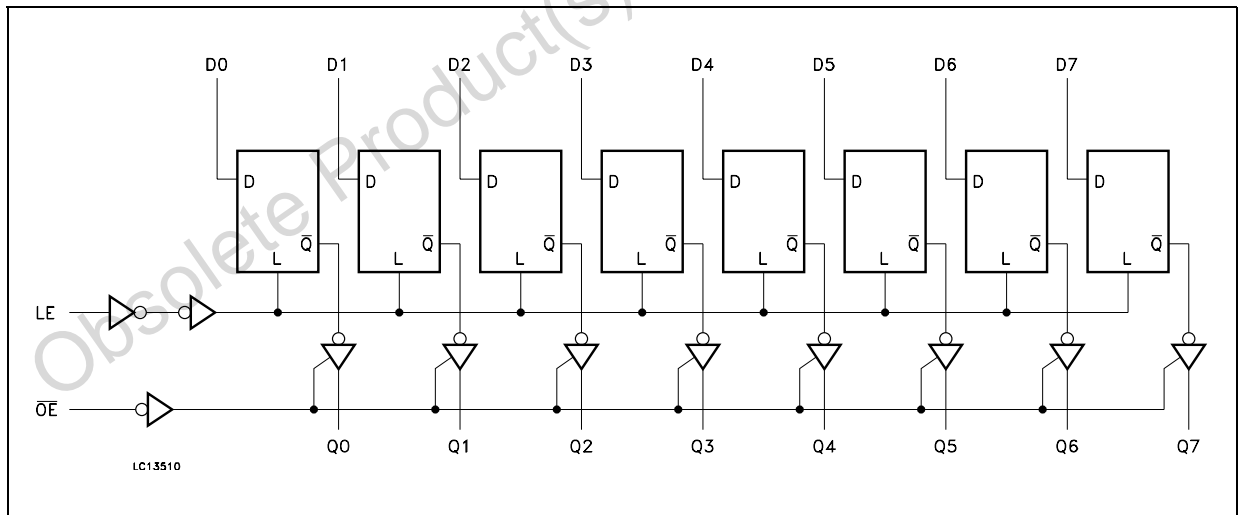 Obsolete Product(s)
D0 D1 D2 D3 D4 D5 D6 D7
D D D D D D D D
Q̅ Q̅ Q̅ Q̅ Q̅ Q̅ Q̅ Q̅
L L L L L L L L
LE
O̅E̅
Q0 Q1 Q2 Q3 Q4 Q5 Q6 Q7
LC13510